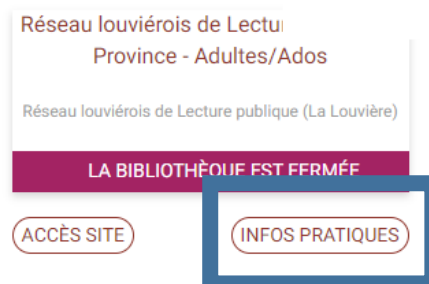 Réseau louviérois de
Province - Adultes/Ados
Réseau louviérois de Lecture publique (La Louvière)
LA BIBLIOTHÈQUE EST FERMÉE
ACCÈS SITE
INFOS PRATIQUES